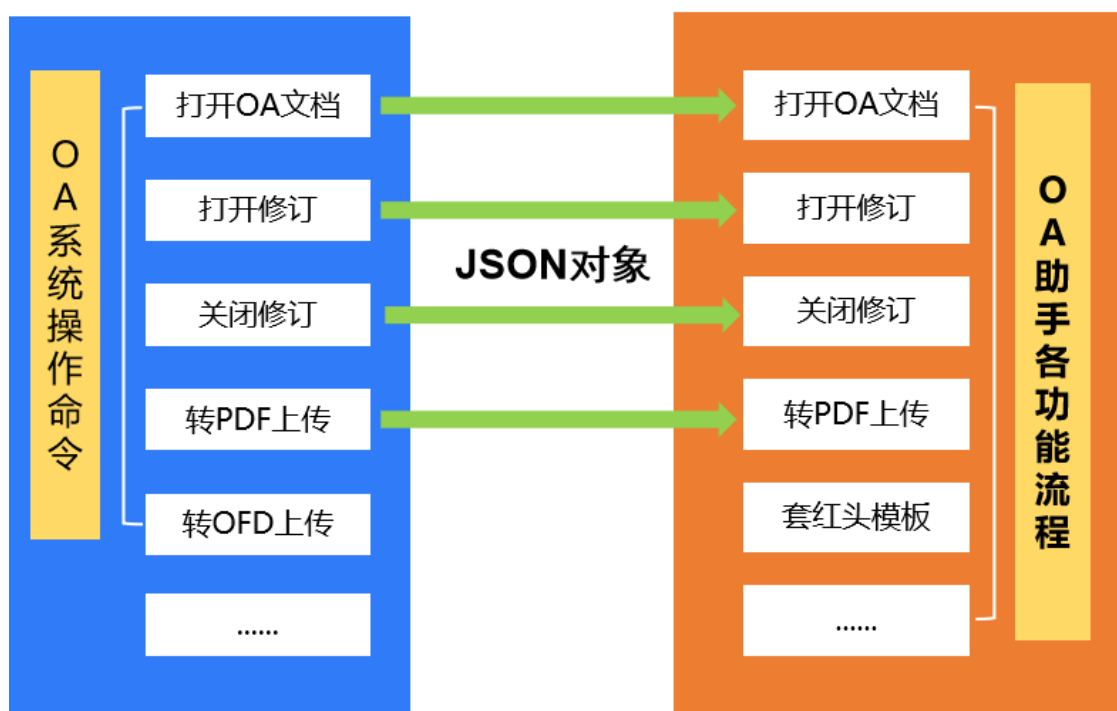 OA系统操作命令
打开OA文档
打开修订
关闭修订
转PDF上传
转OFD上传
......
JSON对象
打开OA文档
打开修订
关闭修订
转PDF上传
套红头模板
......
OA助手各功能流程